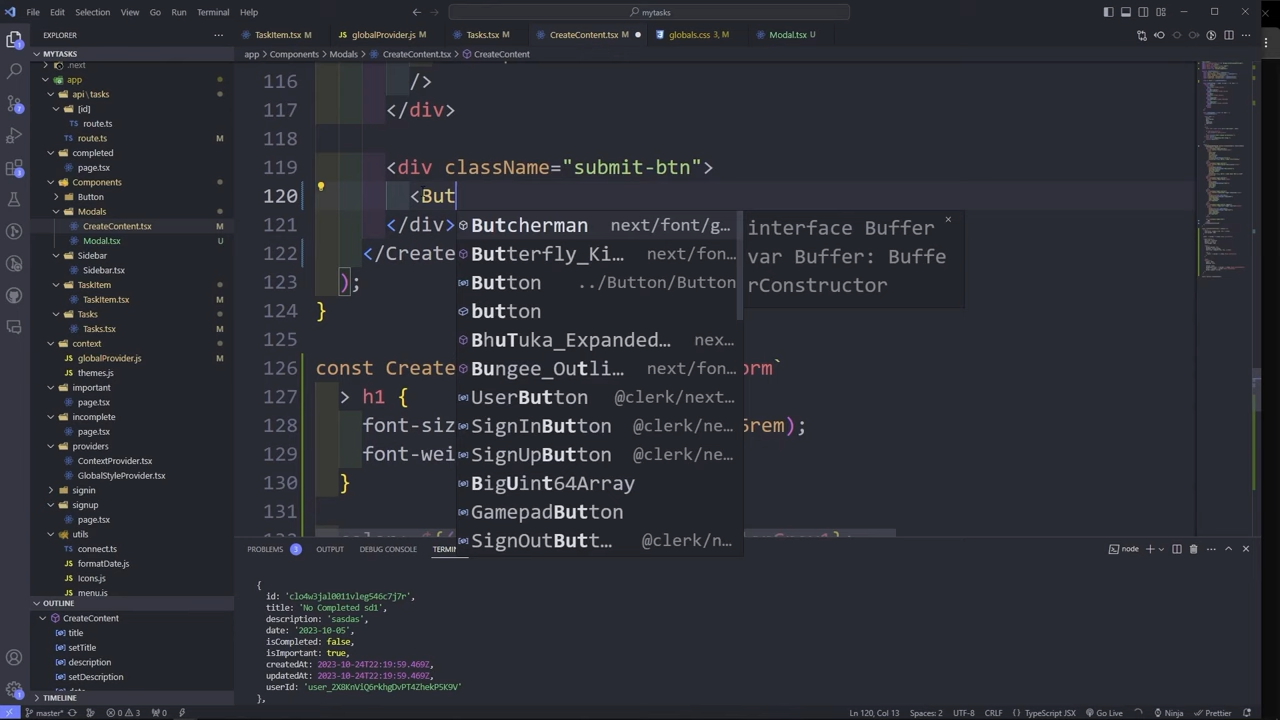 File Edit Selection View Go Run Terminal Help
mytasks
EXPLORER
TaskItem.tsx M
globalProvider.js M
Tasks.tsx M
CreateContent.tsx M
globals.css 3, M
Modal.tsx U
app > Components > Modals > CreateContent.tsx > CreateContent
MYTASKS
.next
app
api\tasks
[id]
route.ts
route.ts M
completed
page.tsx
Components
Button
Modals
CreateContent.tsx M
Modal.tsx U
Sidebar
Sidebar.tsx
TaskItem
TaskItem.tsx M
Tasks
Tasks.tsx M
context
globalProvider.js M
themes.js
important
page.tsx
incomplete
page.tsx
providers
ContextProvider.tsx
GlobalStyleProvider.tsx
signin
signup
page.tsx
utils
connect.ts
formatDate.js
Icons.js
menu.js
OUTLINE
CreateContent
title
setTitle
description
setDescription
TIMELINE
116 />
117 </div>
118
119 <div className="submit-btn">
120 <But
121 </div>
122 </Create
123 );
124 }
125
126 const Create orm`
127 > h1 {
128 font-siz 5rem);
129 font-wei
130 }
131
Butcherman next/font/g…
Butterfly_Ki… next/fon…
Button ../Button/Button
button
BhuTuka_Expanded… nex…
Bungee_Outli… next/fon…
UserButton @clerk/next…
SignInButton @clerk/ne…
SignUpButton @clerk/ne…
BigUint64Array
GamepadButton
SignOutButt… @clerk/n…
interface Buffer
var Buffer: Buffe
rConstructor
PROBLEMS 3 OUTPUT DEBUG CONSOLE TERMIN
node
{
id: 'clo4w3jal0011vleg546c7j7r',
title: 'No Completed sd1',
description: 'sasdas',
date: '2023-10-05',
isCompleted: false,
isImportant: true,
createdAt: 2023-10-24T22:19:59.469Z,
updatedAt: 2023-10-24T22:19:59.469Z,
userId: 'user_2X8KnViQ6rkhgDvPT4ZhekP5K9V'
},
master* 0 3 0 Ln 120, Col 13 Spaces: 2 UTF-8 CRLF TypeScript JSX Go Live Ninja Prettier